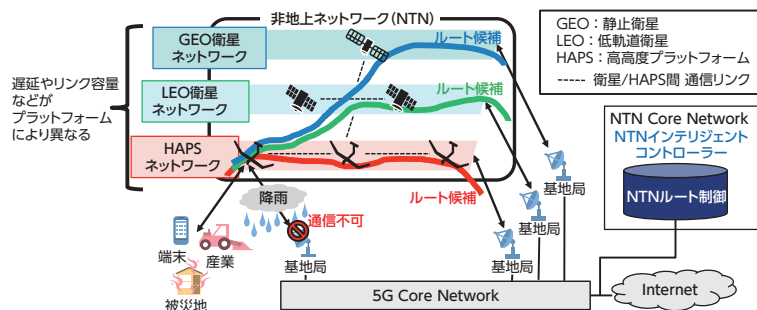 非地上ネットワーク(NTN)
GEO衛星
ネットワーク
ルート候補
LEO衛星
ネットワーク
ルート候補
HAPS
ネットワーク
ルート候補
遅延やリンク容量
などが
プラットフォーム
により異なる
GEO：静止衛星
LEO：低軌道衛星
HAPS：高高度プラットフォーム
衛星/HAPS間 通信リンク
NTN Core Network
NTNインテリジェント
コントローラー
NTNルート制御
降雨
通信不可
端末
産業
被災地
基地局
基地局
基地局
基地局
5G Core Network
Internet